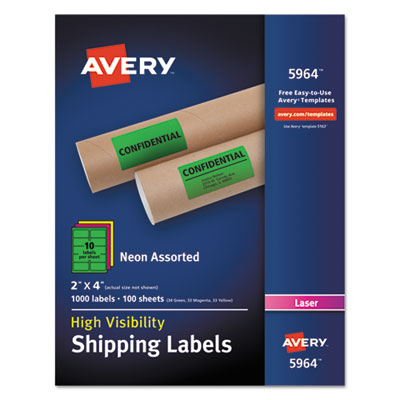 AVERY
5964™
Free Easy-to-Use
Avery® Templates
avery.com/templates
Use Avery® template 5163®
CONFIDENTIAL
CONFIDENTIAL
10
labels
per sheet
Neon Assorted
2" X 4" (actual size not shown)
1000 labels • 100 sheets (34 Green, 33 Magenta, 33 Yellow)
Laser
High Visibility
Shipping Labels
AVERY
5964™